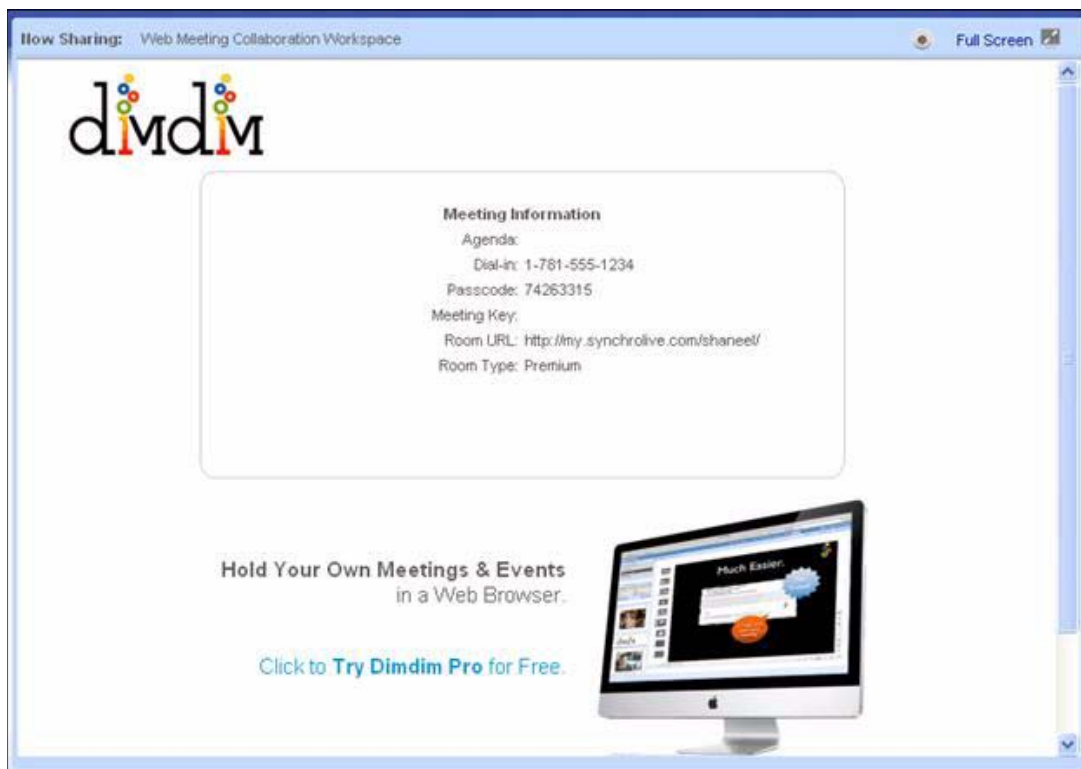 Now Sharing: Web Meeting Collaboration Workspace
Full Screen
dimdim
Meeting Information
Agenda:
Dial-in: 1-781-555-1234
Passcode: 74263315
Meeting Key:
Room URL: http://my.synchrolive.com/shaneel/
Room Type: Premium
Hold Your Own Meetings & Events
in a Web Browser.
Click to Try Dimdim Pro for Free.
Much Easier.